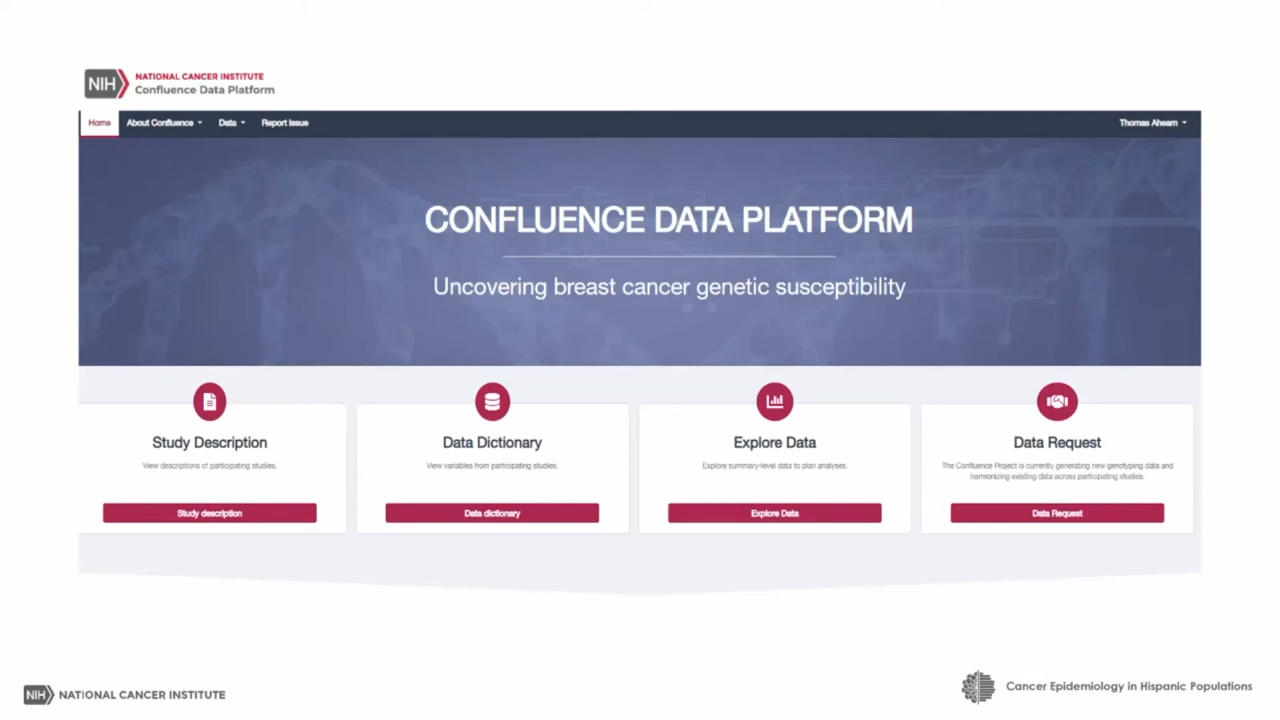 NIH NATIONAL CANCER INSTITUTE
Confluence Data Platform
Home About Confluence Data Report Issue Thomas Ahearn
CONFLUENCE DATA PLATFORM
Uncovering breast cancer genetic susceptibility
Study Description
View descriptions of participating studies.
Study description
Data Dictionary
View variables from participating studies.
Data dictionary
Explore Data
Explore summary-level data to plan analyses.
Explore Data
Data Request
The Confluence Project is currently generating new genotyping data and
harmonizing existing data across participating studies.
Data Request
NIH NATIONAL CANCER INSTITUTE
Cancer Epidemiology in Hispanic Populations